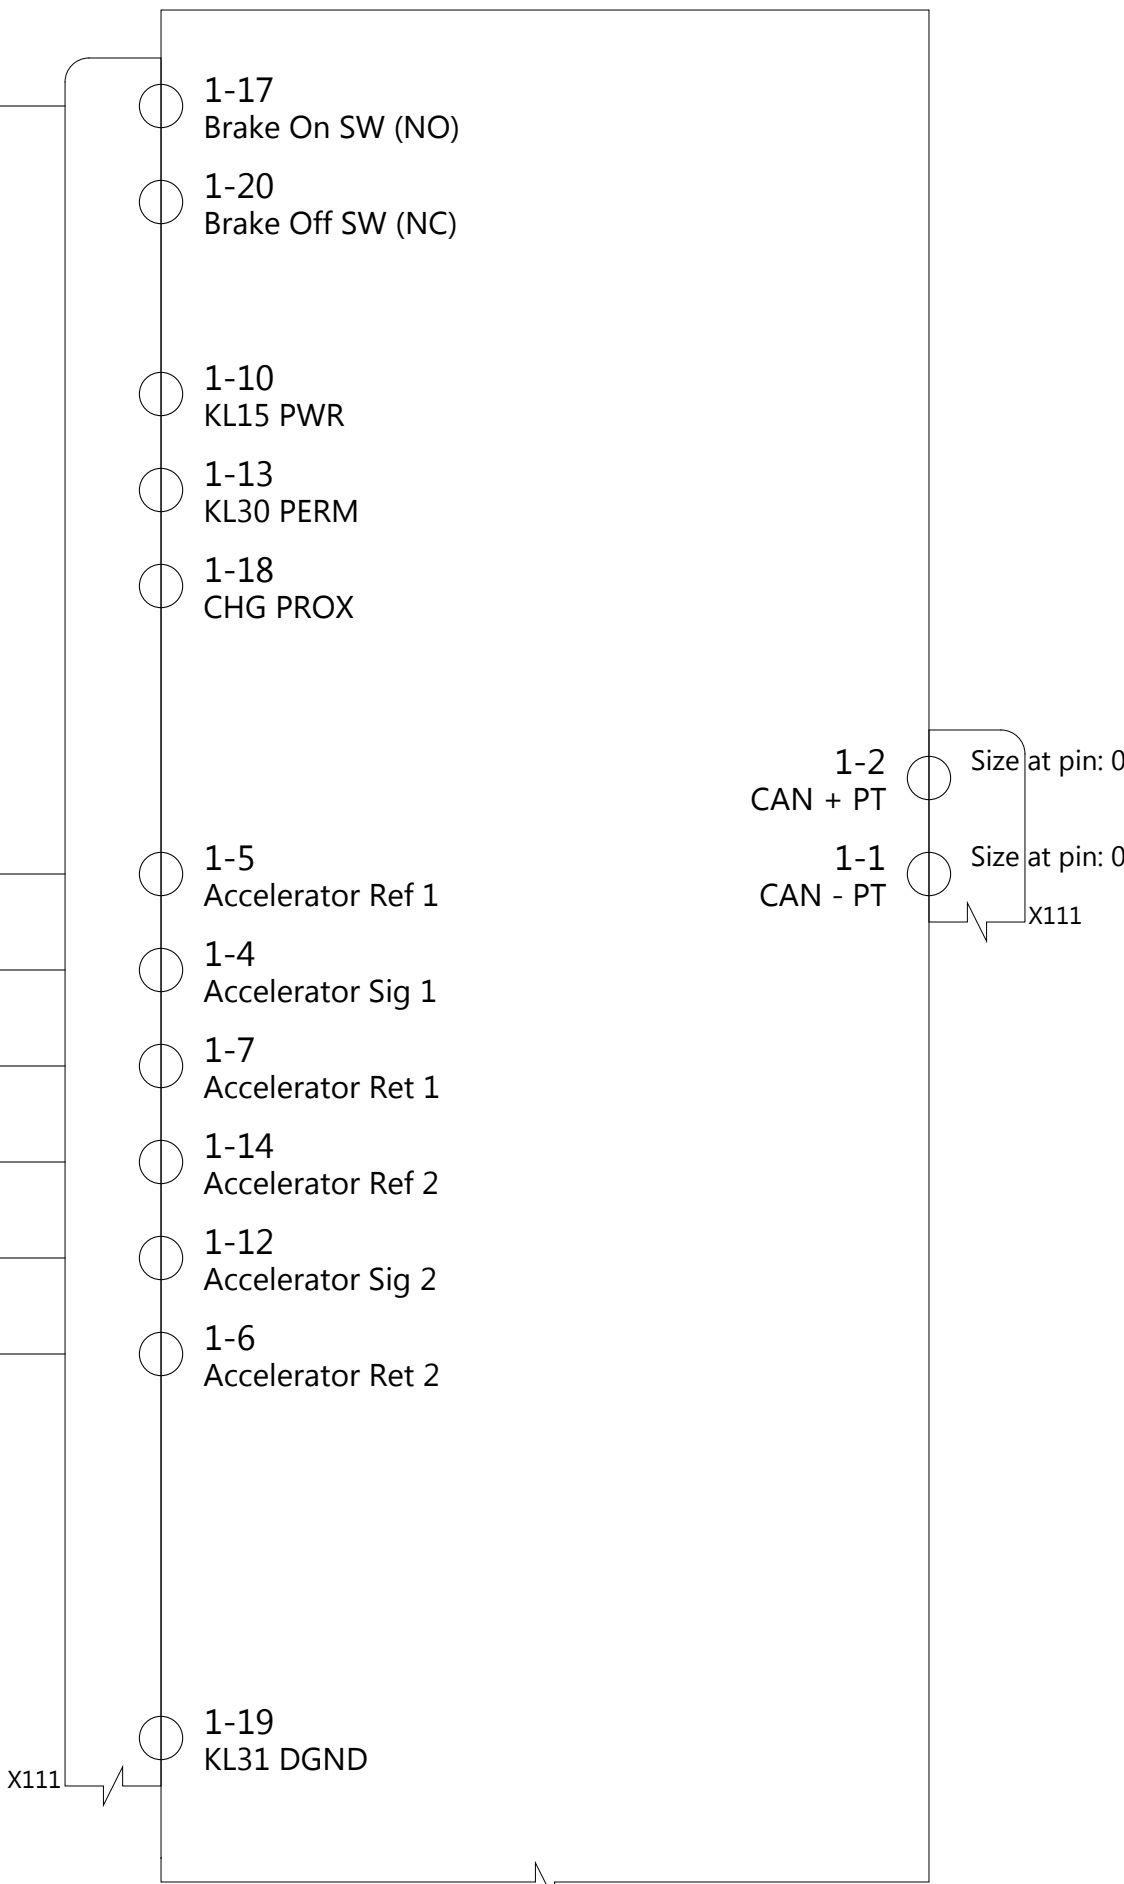 1-17
Brake On SW (NO)
1-20
Brake Off SW (NC)
1-10
KL15 PWR
1-13
KL30 PERM
1-18
CHG PROX
1-2
CAN + PT
Size at pin: 0
1-1
CAN - PT
Size at pin: 0
X111
1-5
Accelerator Ref 1
1-4
Accelerator Sig 1
1-7
Accelerator Ret 1
1-14
Accelerator Ref 2
1-12
Accelerator Sig 2
1-6
Accelerator Ret 2
1-19
KL31 DGND
X111